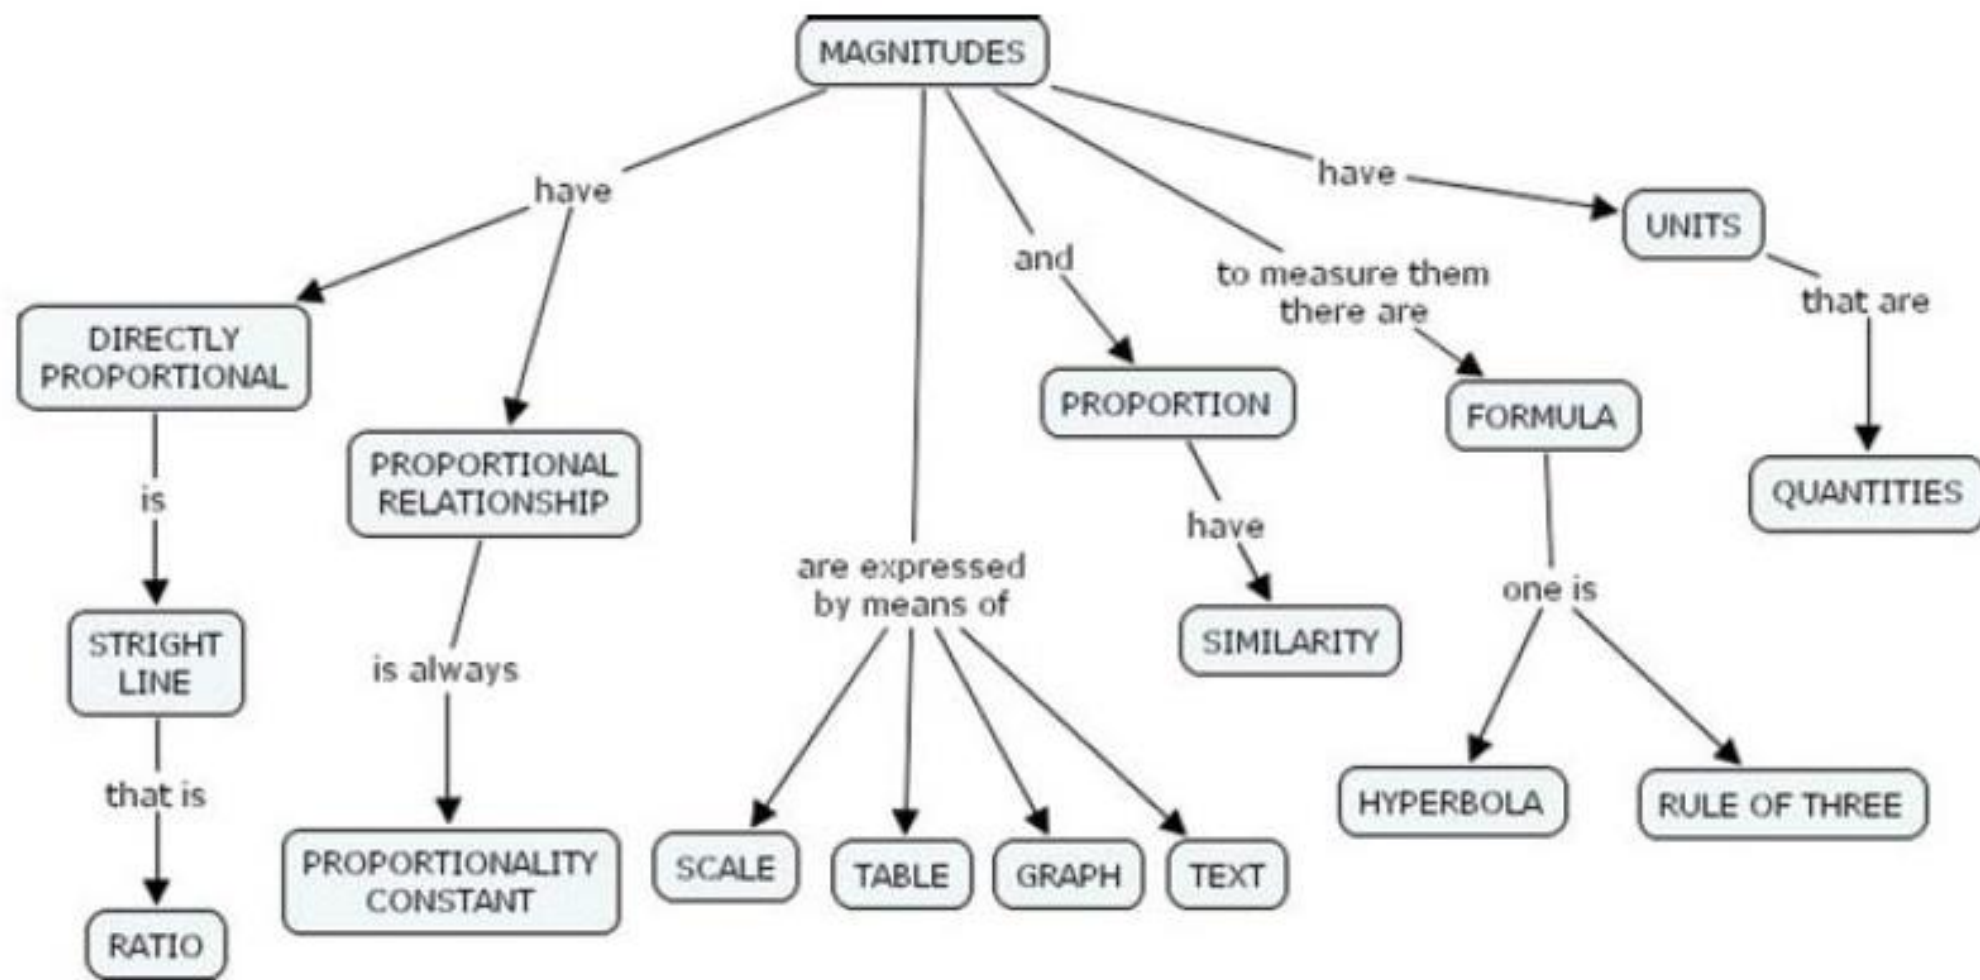 MAGNITUDES
have
have
UNITS
and
to measure them
there are
that are
DIRECTLY
PROPORTIONAL
PROPORTION
FORMULA
PROPORTIONAL
RELATIONSHIP
QUANTITIES
is
have
are expressed
by means of
one is
STRIGHT
LINE
SIMILARITY
is always
that is
HYPERBOLA
RULE OF THREE
PROPORTIONALITY
CONSTANT
SCALE
TABLE
GRAPH
TEXT
RATIO